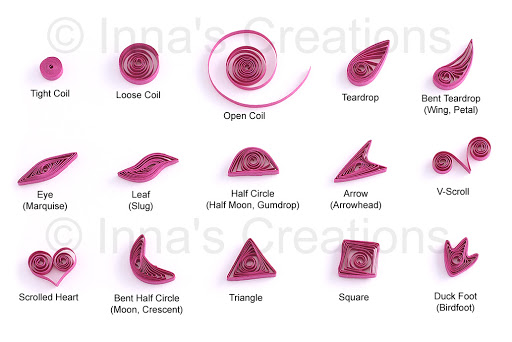 © Inna's Creations
Tight Coil
Loose Coil
Open Coil
Teardrop
Bent Teardrop
(Wing, Petal)
Eye
(Marquise)
Leaf
(Slug)
Half Circle
(Half Moon, Gumdrop)
Arrow
(Arrowhead)
V-Scroll
© Inna's Creations
Scrolled Heart
Bent Half Circle
(Moon, Crescent)
Triangle
Square
Duck Foot
(Birdfoot)